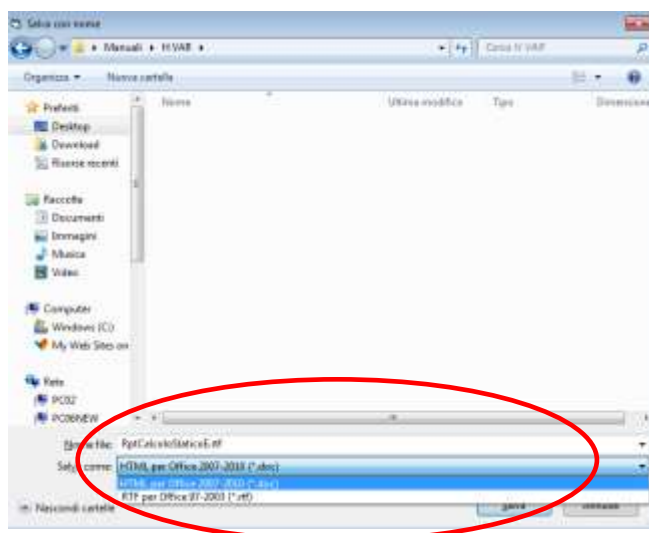 Salva con nome
Manuali ▸ H VAR ▸
Cerca H VAR
Organizza
Nuova cartella
Nome
Ultima modifica
Tipo
Dimensione
Preferiti
Desktop
Download
Risorse recenti
Raccolte
Documenti
Immagini
Musica
Video
Computer
Windows (C:)
My Web Sites on
Rete
PC02
PC06NEW
Nome file: RptCalcoloStaticoE.rtf
Salva come: HTML per Office 2007-2010 (*.doc)
HTML per Office 2007-2010 (*.doc)
RTF per Office 97-2003 (*.rtf)
Nascondi cartelle
Salva
Annulla